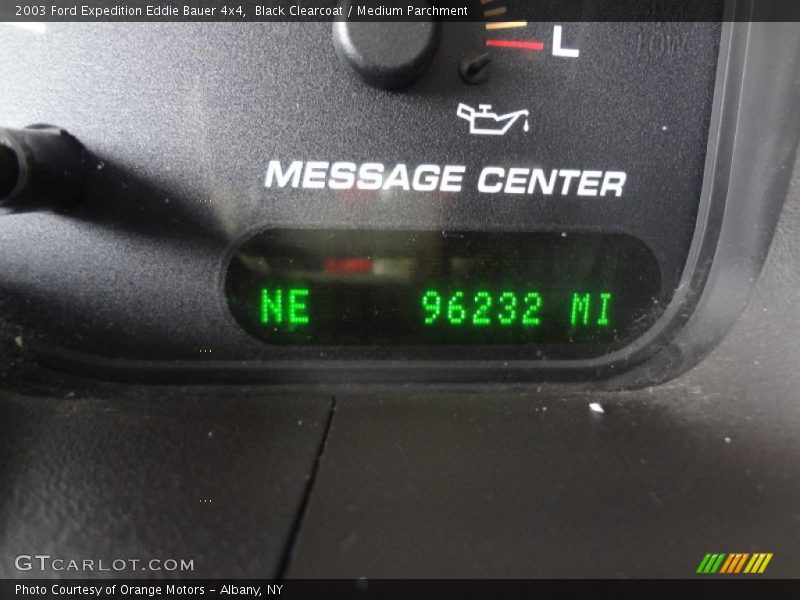 2003 Ford Expedition Eddie Bauer 4x4,  Black Clearcoat / Medium Parchment
L
MESSAGE CENTER
NE 96232 MI
GTCARLOT.COM
Photo Courtesy of Orange Motors - Albany, NY